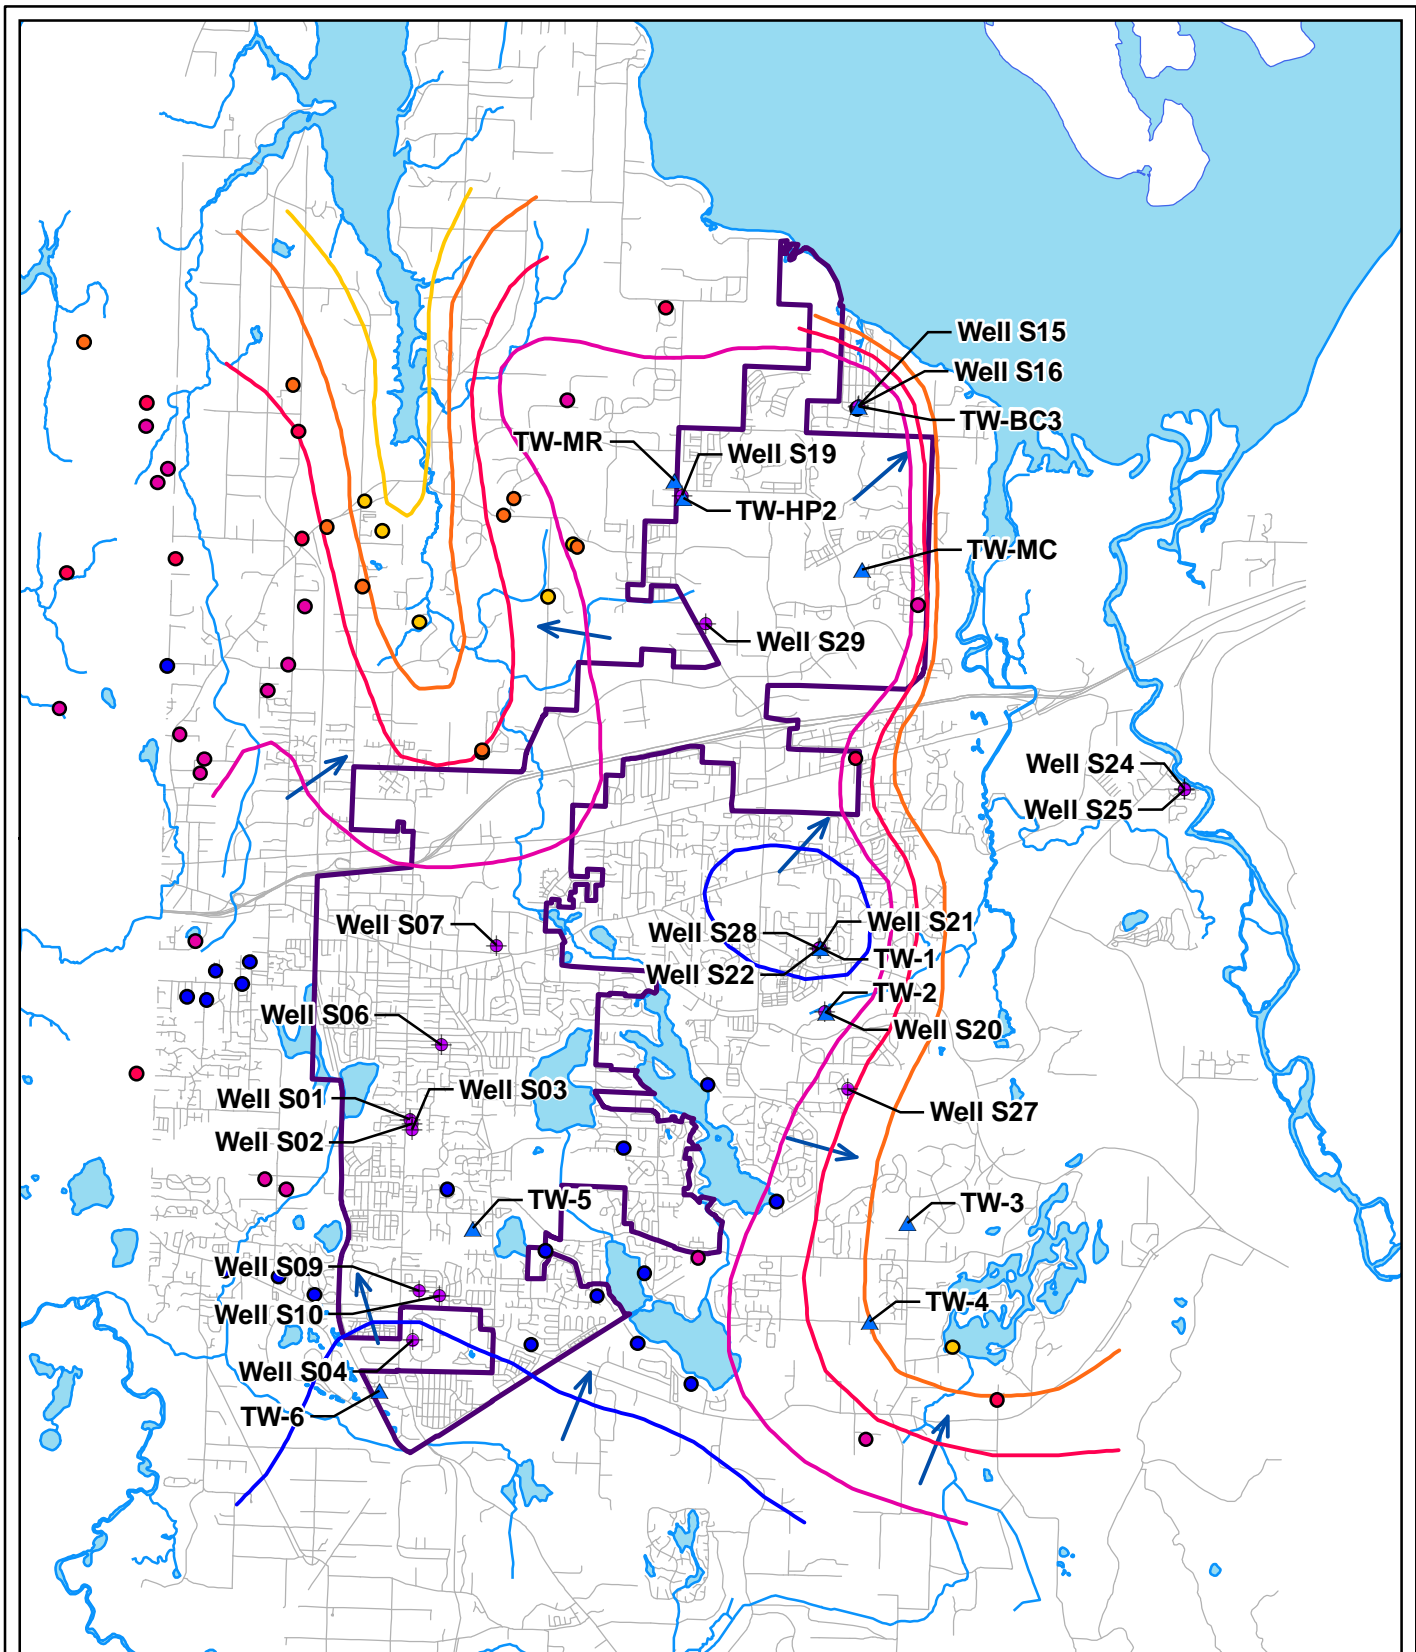 Well S15
Well S16
TW-BC3
TW-MR
Well S19
TW-HP2
TW-MC
Well S29
Well S24
Well S25
Well S07
Well S28
Well S21
Well S22
TW-1
TW-2
Well S06
Well S20
Well S01
Well S03
Well S02
Well S27
TW-5
TW-3
Well S09
Well S10
TW-4
Well S04
TW-6